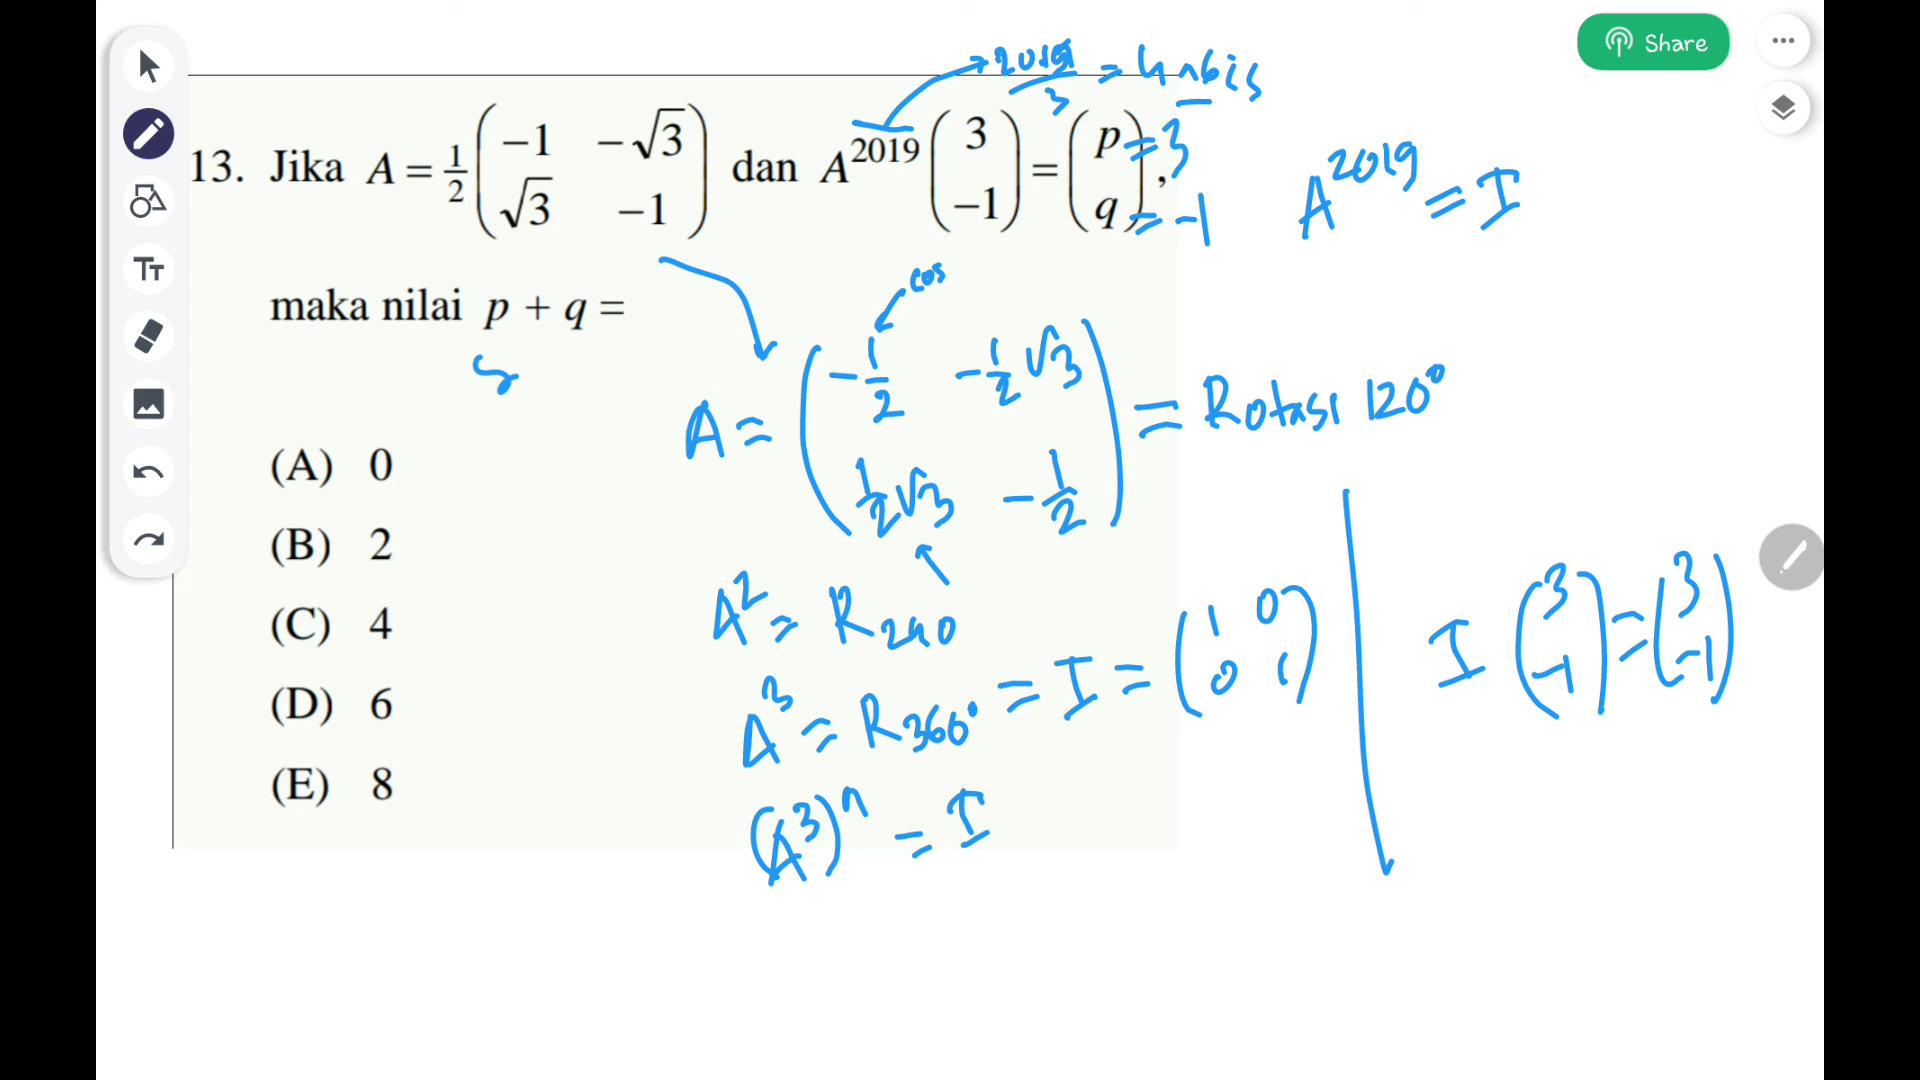 Share
→ 2019/3 = habis
13. Jika A = 1/2 (−1 −√3; √3 −1) dan A^2019 (3; −1) = (p; q), = 3 = −1
A^2019 = I
maka nilai p + q =
cos
A = (−1/2 −1/2√3; 1/2√3 −1/2) = Rotasi 120°
(A) 0
(B) 2
(C) 4
(D) 6
(E) 8
A² = R240
A³ = R360° = I = (1 0; 0 1)
(A³)^n = I
I (3; −1) = (3; −1)